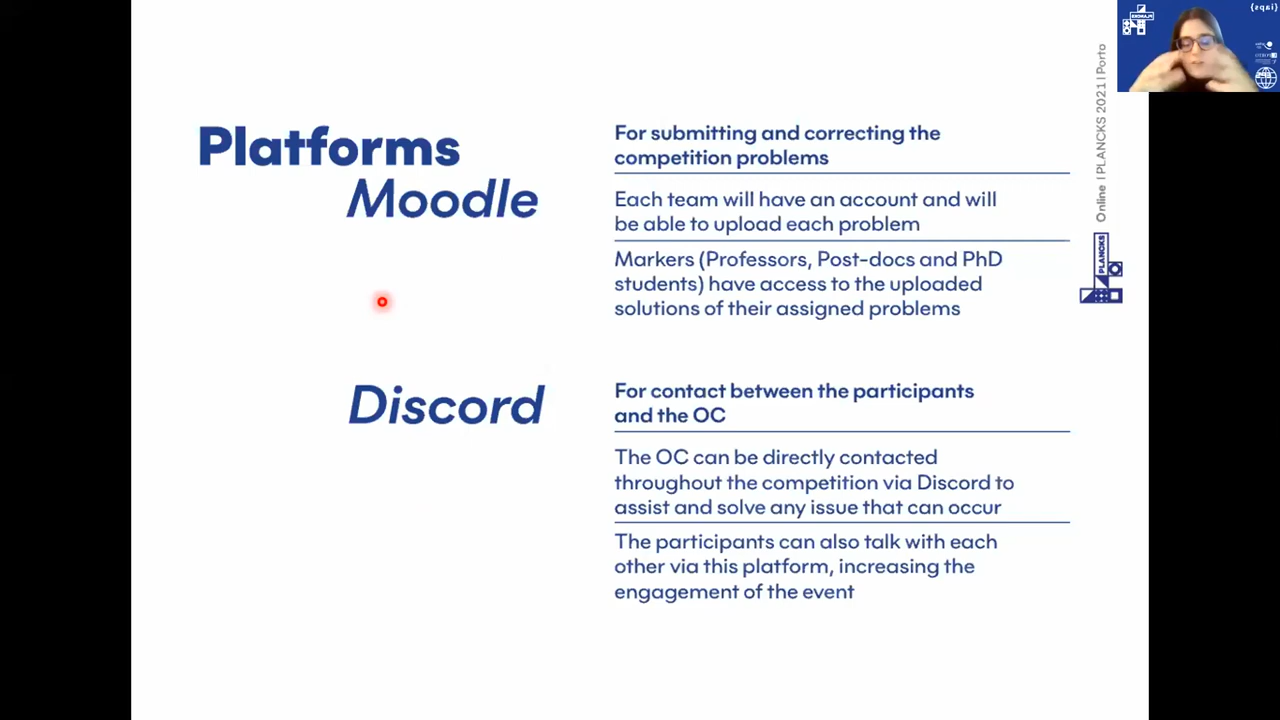 Platforms
Moodle
For submitting and correcting the
competition problems
Each team will have an account and will
be able to upload each problem
Markers (Professors, Post-docs and PhD
students) have access to the uploaded
solutions of their assigned problems
Discord
For contact between the participants
and the OC
The OC can be directly contacted
throughout the competition via Discord to
assist and solve any issue that can occur
The participants can also talk with each
other via this platform, increasing the
engagement of the event
Online | PLANCKS 2021 | Porto
PLANCKS
PLANCKS
{iaps}